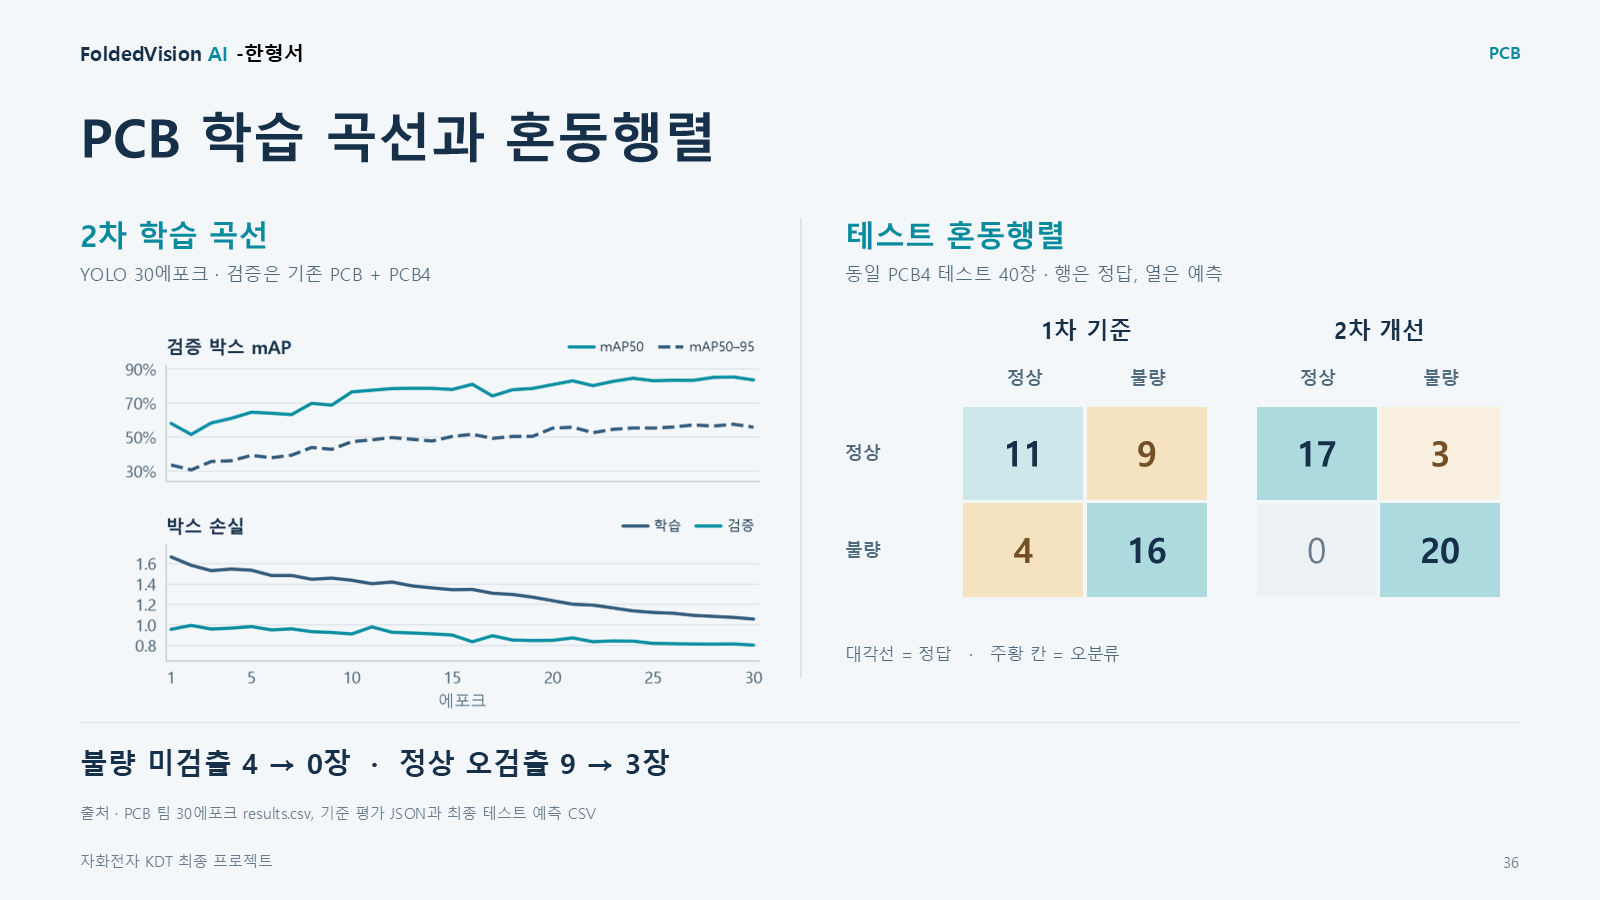 FoldedVision AI -한형서
PCB
PCB 학습 곡선과 혼동행렬
2차 학습 곡선
YOLO 30에포크 · 검증은 기존 PCB + PCB4
검증 박스 mAP
mAP50
mAP50–95
90%
70%
50%
30%
박스 손실
학습
검증
1.6
1.4
1.2
1.0
0.8
1 5 10 15 20 25 30
에포크
테스트 혼동행렬
동일 PCB4 테스트 40장 · 행은 정답, 열은 예측
1차 기준
2차 개선
정상 불량 정상 불량
정상 11 9 17 3
불량 4 16 0 20
대각선 = 정답 · 주황 칸 = 오분류
불량 미검출 4 → 0장 · 정상 오검출 9 → 3장
출처 · PCB 팀 30에포크 results.csv, 기준 평가 JSON과 최종 테스트 예측 CSV
자화전자 KDT 최종 프로젝트
36